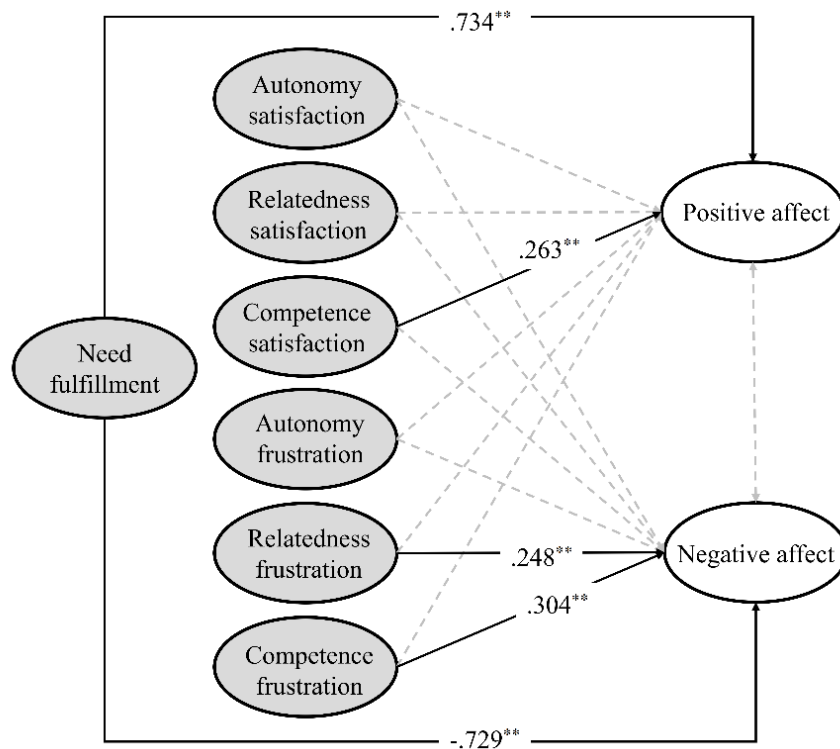 .734**
Autonomy
satisfaction
Relatedness
satisfaction
Positive affect
.263**
Competence
satisfaction
Need
fulfillment
Autonomy
frustration
Relatedness
frustration
.248**
Negative affect
.304**
Competence
frustration
-.729**